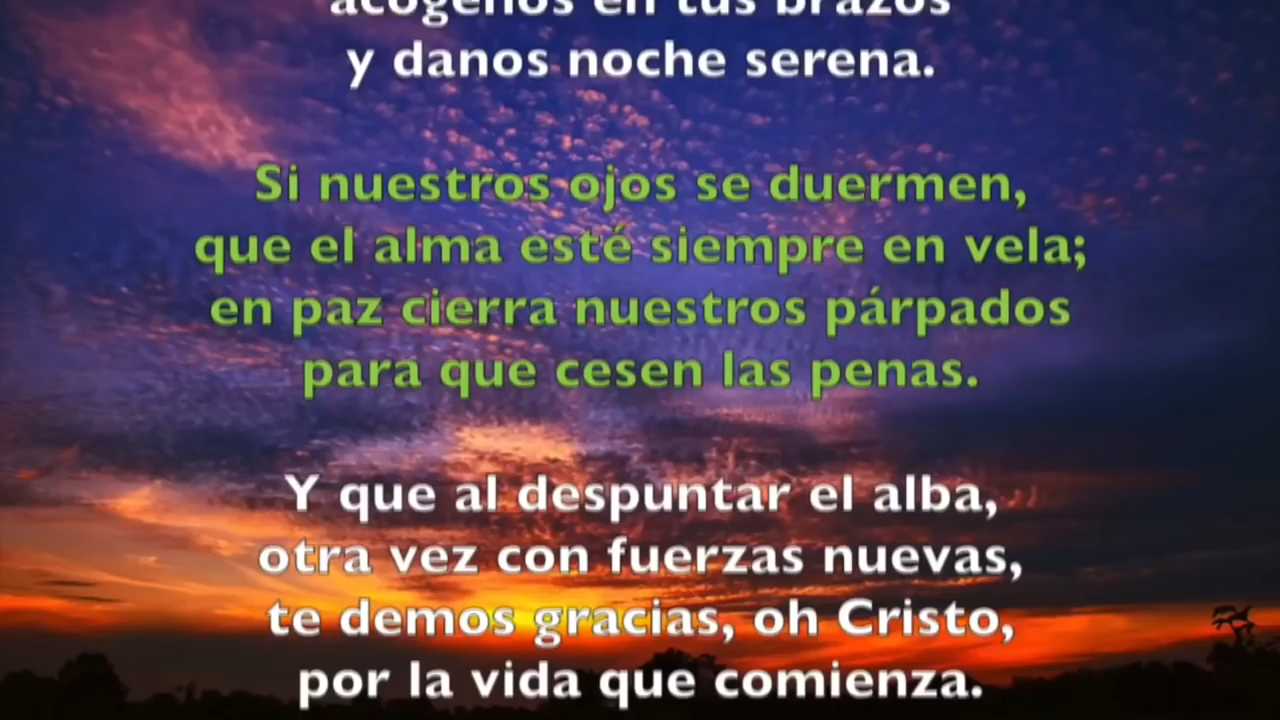 acógenos en tus brazos
y danos noche serena.
Si nuestros ojos se duermen,
que el alma esté siempre en vela;
en paz cierra nuestros párpados
para que cesen las penas.
Y que al despuntar el alba,
otra vez con fuerzas nuevas,
te demos gracias, oh Cristo,
por la vida que comienza.